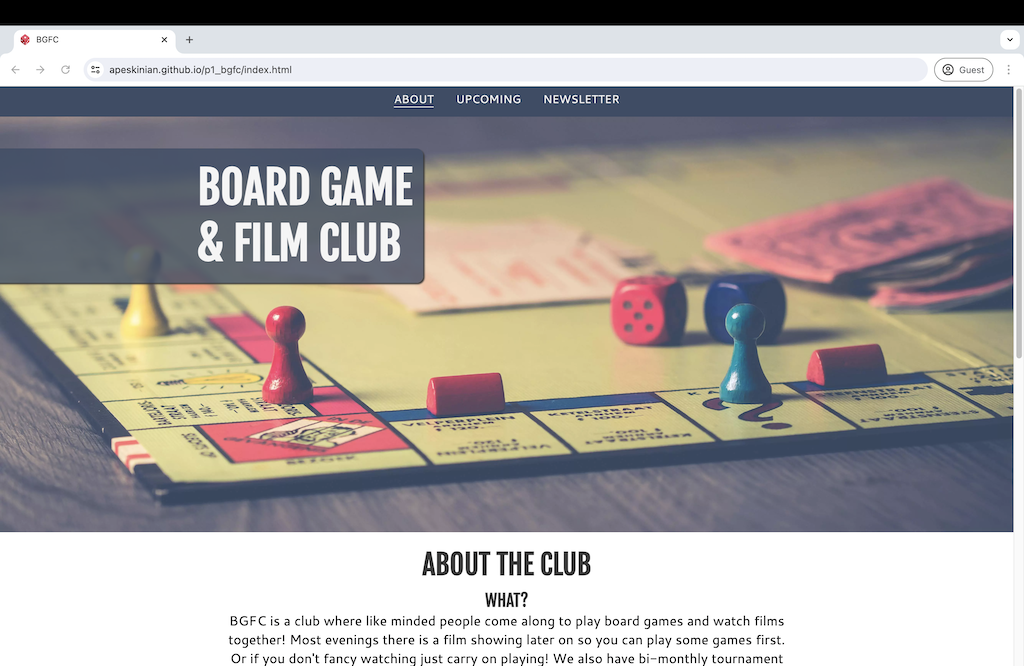 BGFC
apeskinian.github.io/p1_bgfc/index.html
Guest
ABOUT UPCOMING NEWSLETTER
BOARD GAME
& FILM CLUB
ABOUT THE CLUB
WHAT?
BGFC is a club where like minded people come along to play board games and watch films
together! Most evenings there is a film showing later on so you can play some games first.
Or if you don't fancy watching just carry on playing! We also have bi-monthly tournament